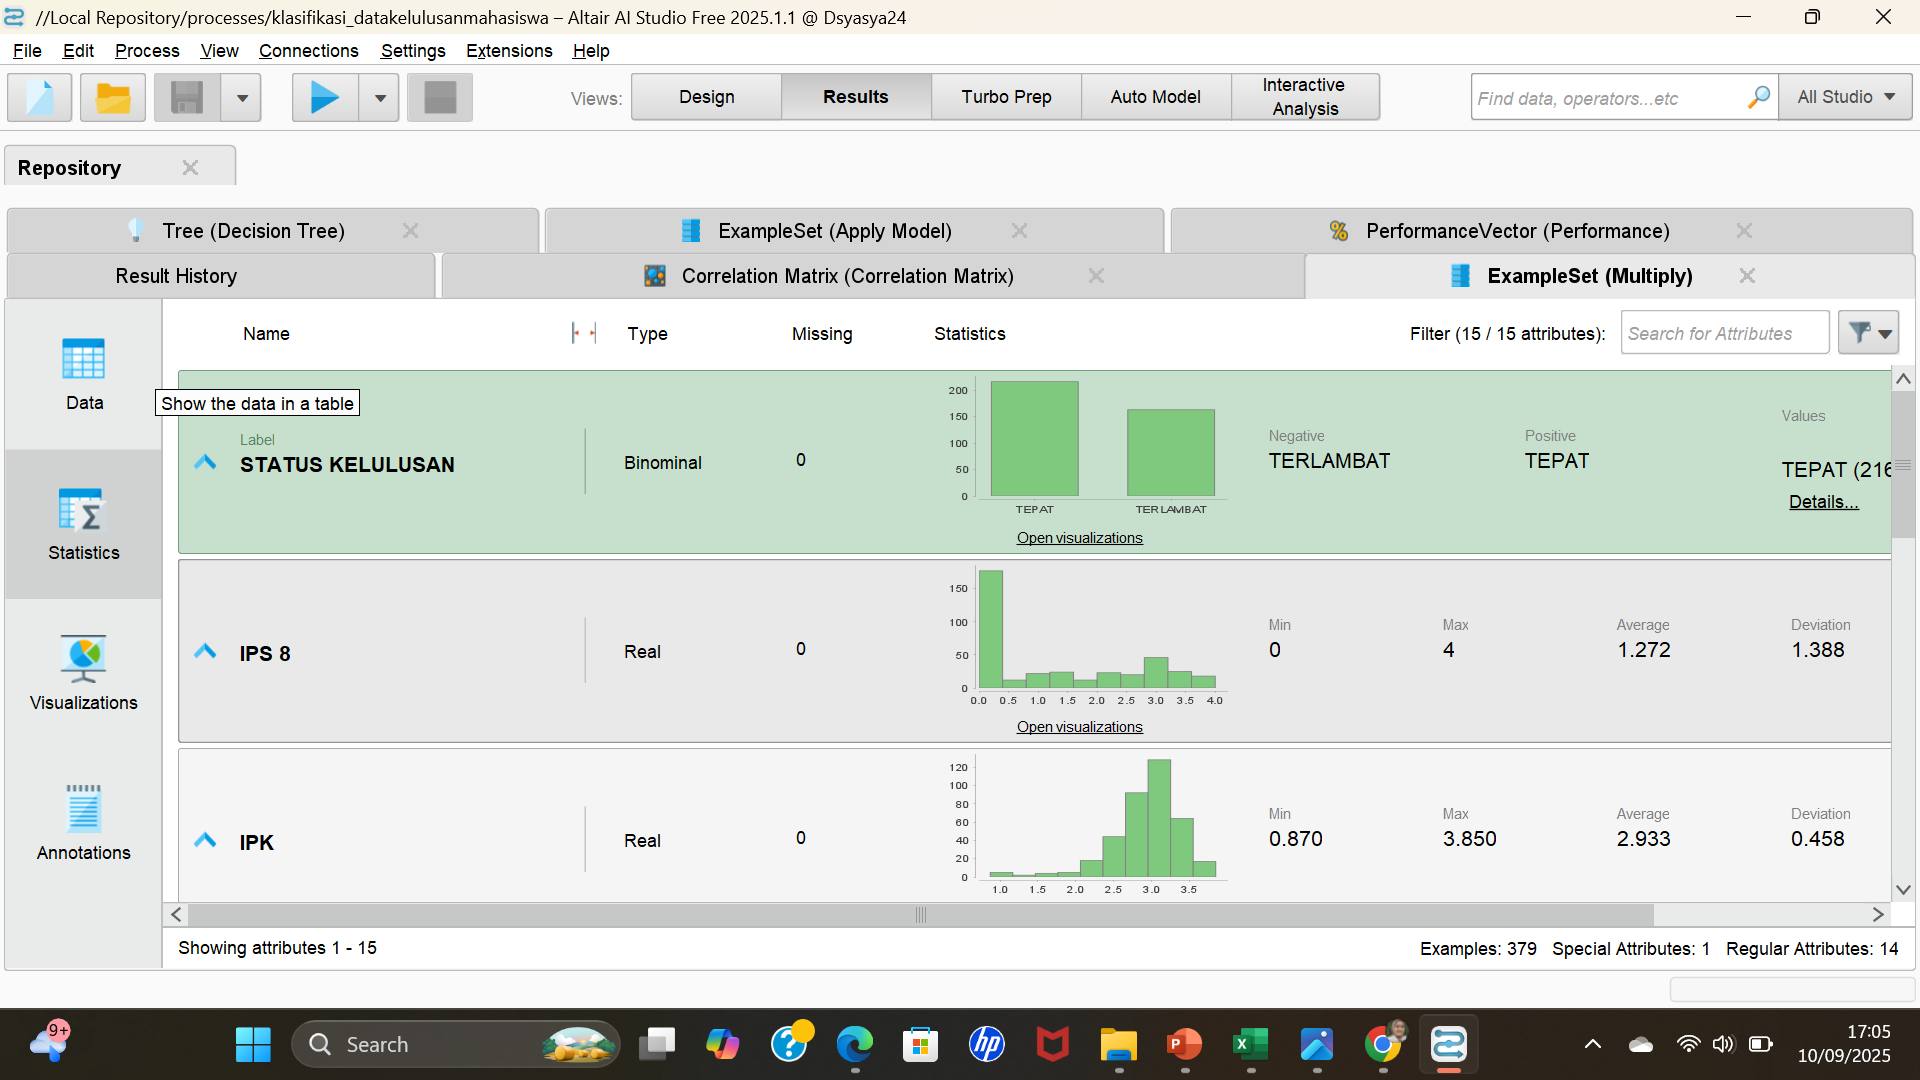 //Local Repository/processes/klasifikasi_datakelulusanmahasiswa – Altair AI Studio Free 2025.1.1 @ Dsyasya24
File Edit Process View Connections Settings Extensions Help
Views: Design Results Turbo Prep Auto Model Interactive Analysis Find data, operators...etc All Studio
Repository
Tree (Decision Tree) ExampleSet (Apply Model) PerformanceVector (Performance)
Result History Correlation Matrix (Correlation Matrix) ExampleSet (Multiply)
Name Type Missing Statistics Filter (15 / 15 attributes): Search for Attributes
Data
Show the data in a table
Statistics
Visualizations
Annotations
Label
STATUS KELULUSAN
Binominal
0
200
150
100
50
0
TEPAT TERLAMBAT
Open visualizations
Negative
TERLAMBAT
Positive
TEPAT
Values
TEPAT (216
Details...
IPS 8
Real
0
150
100
50
0
0.0 0.5 1.0 1.5 2.0 2.5 3.0 3.5 4.0
Open visualizations
Min
0
Max
4
Average
1.272
Deviation
1.388
IPK
Real
0
120
100
80
60
40
20
0
1.0 1.5 2.0 2.5 3.0 3.5
Min
0.870
Max
3.850
Average
2.933
Deviation
0.458
Showing attributes 1 - 15
Examples: 379 Special Attributes: 1 Regular Attributes: 14
9+
Search
17:05
10/09/2025